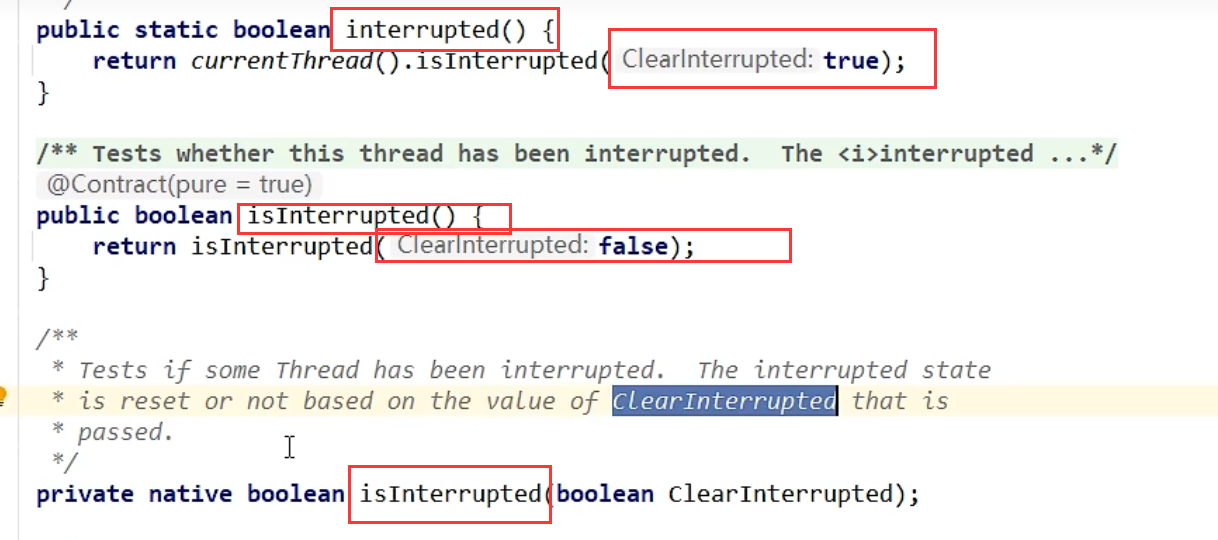 */
public static boolean interrupted() {
return currentThread().isInterrupted( ClearInterrupted: true);
}
/** Tests whether this thread has been interrupted. The <i>interrupted ...*/
@Contract(pure = true)
public boolean isInterrupted() {
return isInterrupted( ClearInterrupted: false);
}
/**
* Tests if some Thread has been interrupted. The interrupted state
* is reset or not based on the value of ClearInterrupted that is
* passed.
*/
private native boolean isInterrupted(boolean ClearInterrupted);